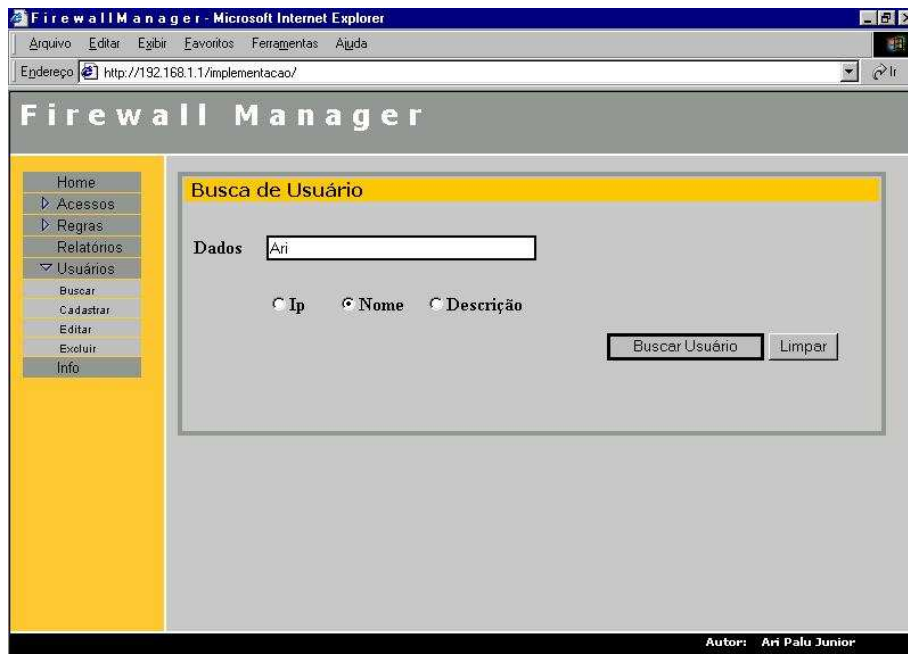 F i r e w a l l M a n a g e r - Microsoft Internet Explorer
Arquivo Editar Exibir Favoritos Ferramentas Ajuda
Endereço http://192.168.1.1/implementacao/ Ir
Firewall Manager
Home
Acessos
Regras
Relatórios
Usuários
Buscar
Cadastrar
Editar
Excluir
Info
Busca de Usuário
Dados Ari
Ip Nome Descrição
Buscar Usuário Limpar
Autor: Ari Palu Junior